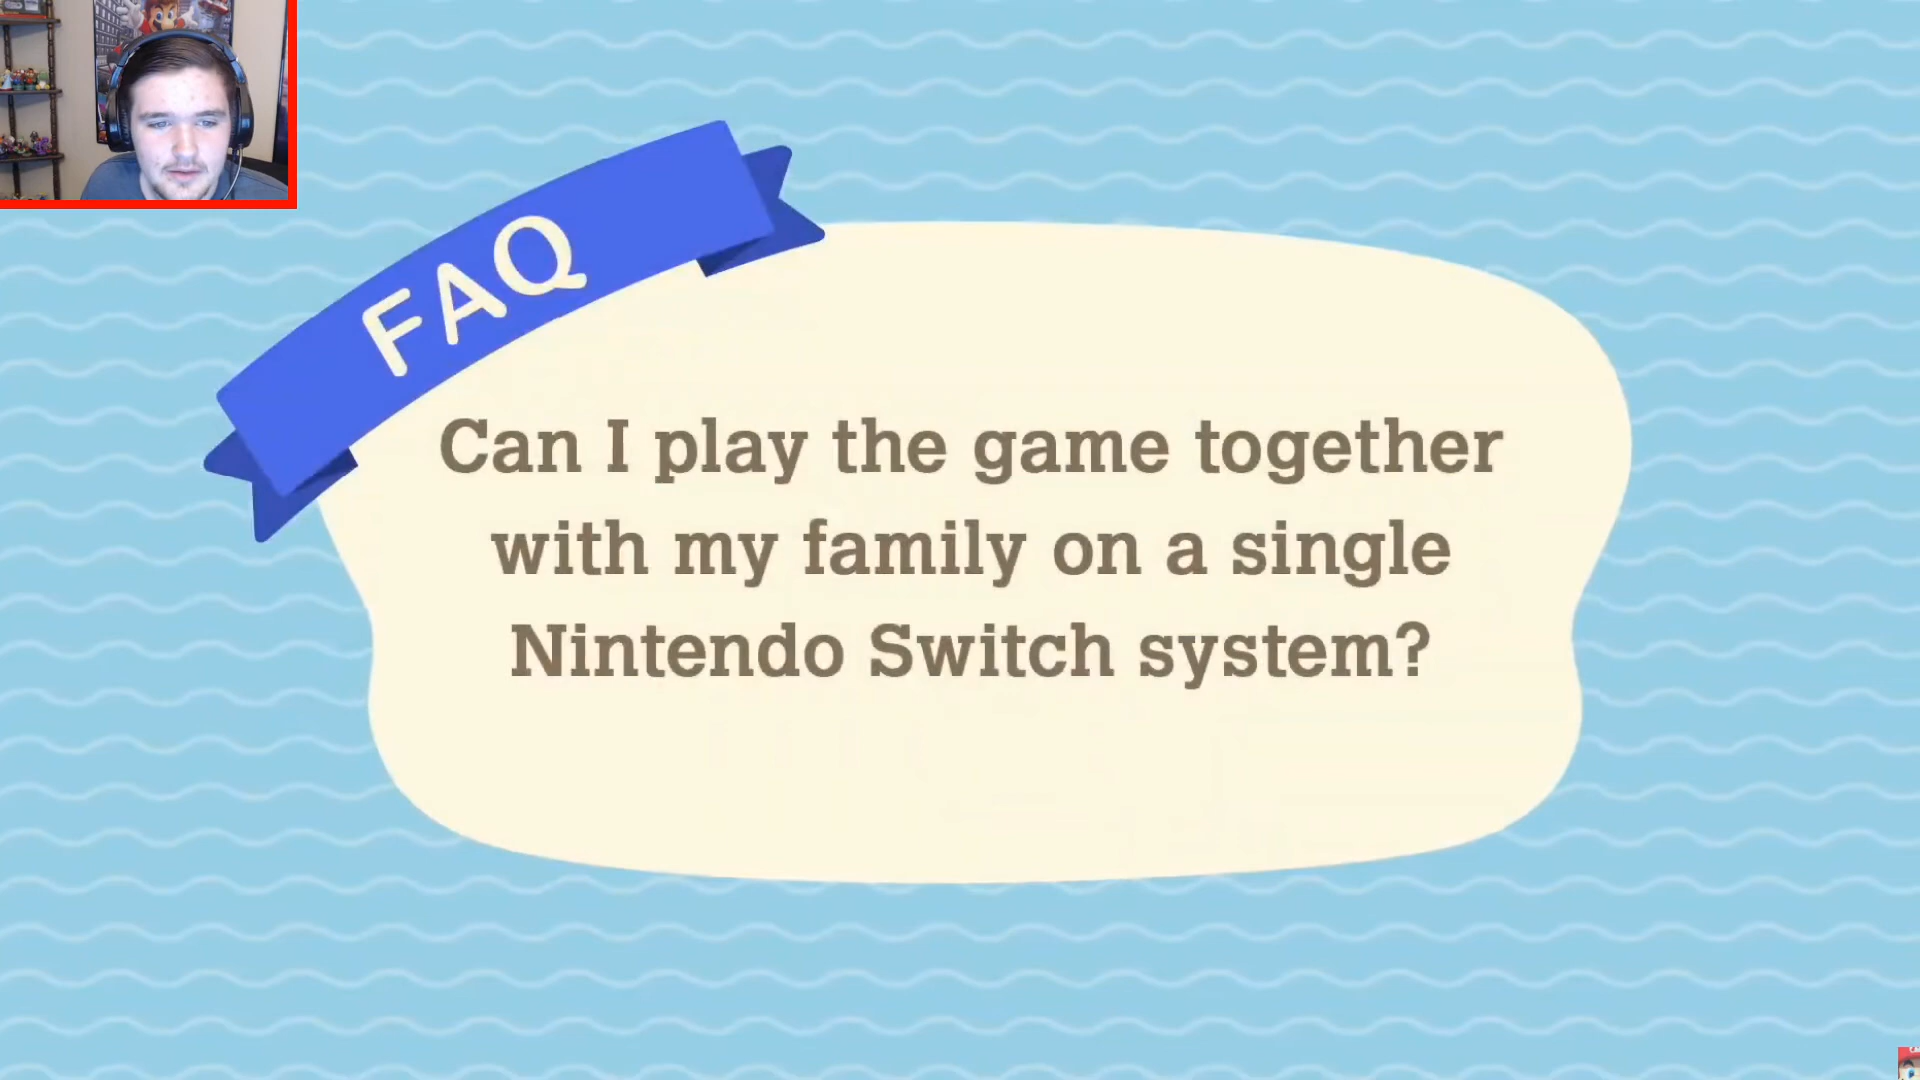 FAQ
Can I play the game together
with my family on a single
Nintendo Switch system?